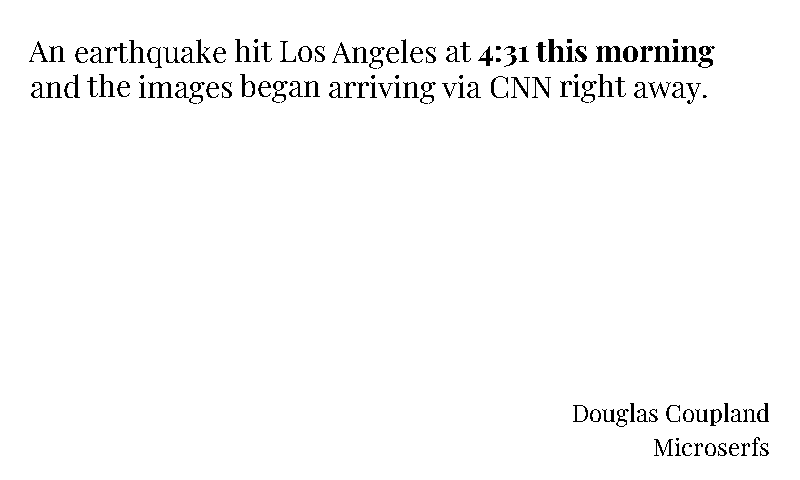 An earthquake hit Los Angeles at 4:31 this morning
and the images began arriving via CNN right away.
Douglas Coupland
Microserfs